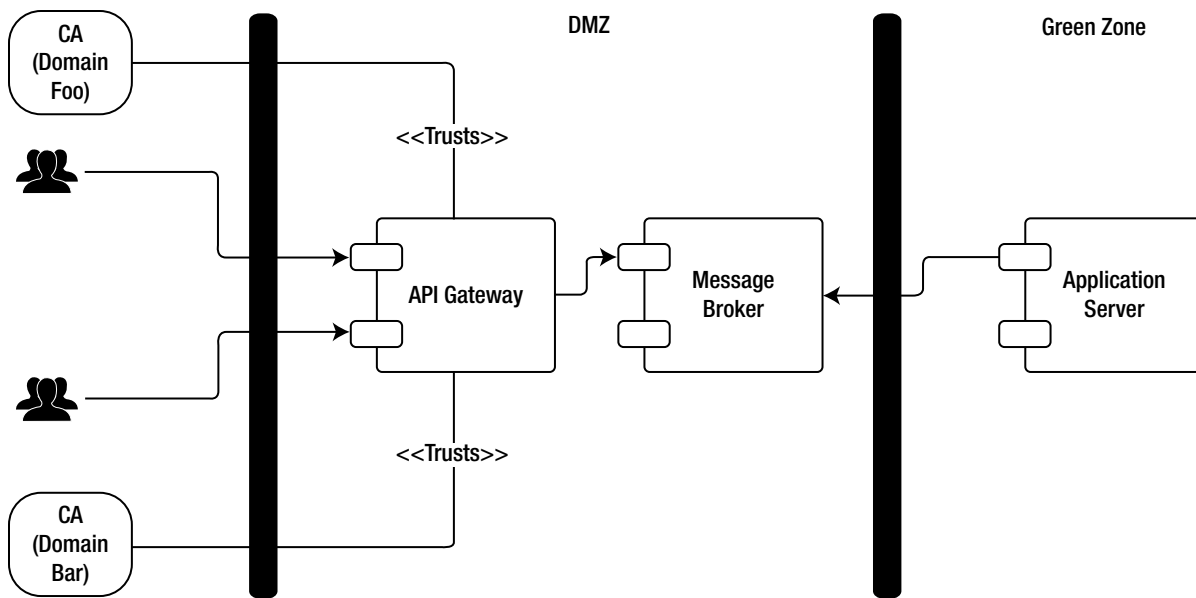 CA
(Domain
Foo)
DMZ
Green Zone
<<Trusts>>
API Gateway
Message
Broker
Application
Server
<<Trusts>>
CA
(Domain
Bar)